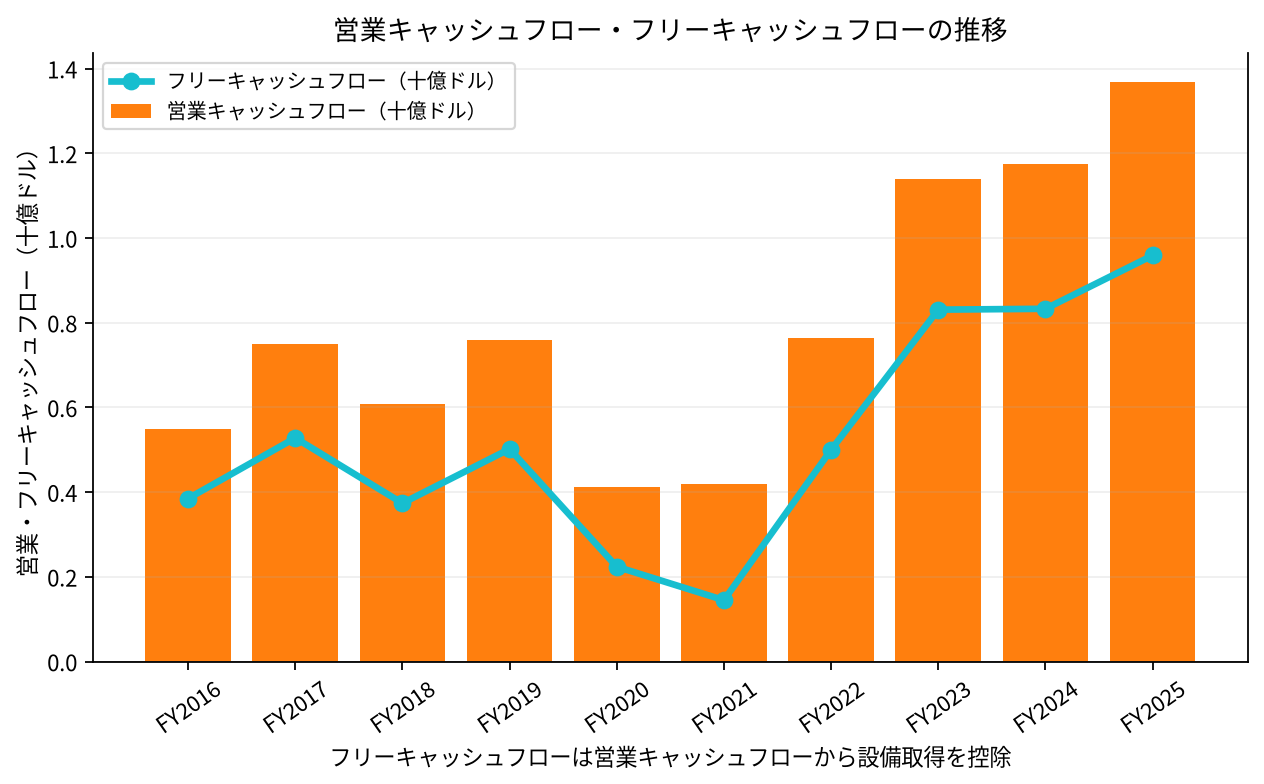 営業キャッシュフロー・フリーキャッシュフローの推移
フリーキャッシュフロー（十億ドル）
営業キャッシュフロー（十億ドル）
営業・フリーキャッシュフロー（十億ドル）
1.4
1.2
1.0
0.8
0.6
0.4
0.2
0.0
FY2016
FY2017
FY2018
FY2019
FY2020
FY2021
FY2022
FY2023
FY2024
FY2025
フリーキャッシュフローは営業キャッシュフローから設備取得を控除